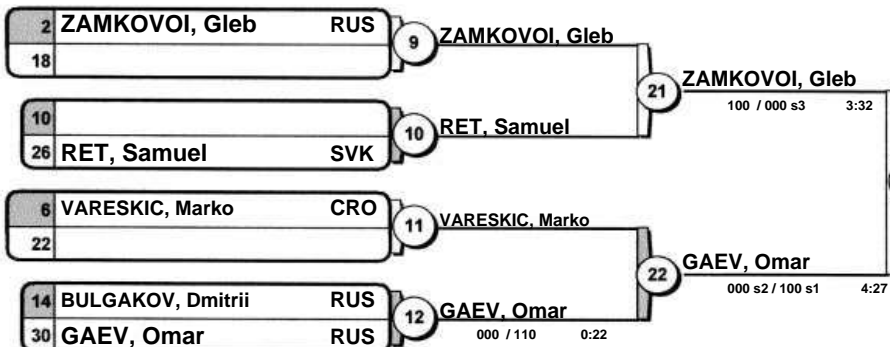 2 ZAMKOVOI, Gleb RUS
18
9 ZAMKOVOI, Gleb
10
26 RET, Samuel SVK
10 RET, Samuel
21 ZAMKOVOI, Gleb
100 / 000 s3 3:32
6 VARESKIC, Marko CRO
22
11 VARESKIC, Marko
14 BULGAKOV, Dmitrii RUS
30 GAEV, Omar RUS
12 GAEV, Omar
000 / 110 0:22
22 GAEV, Omar
000 s2 / 100 s1 4:27